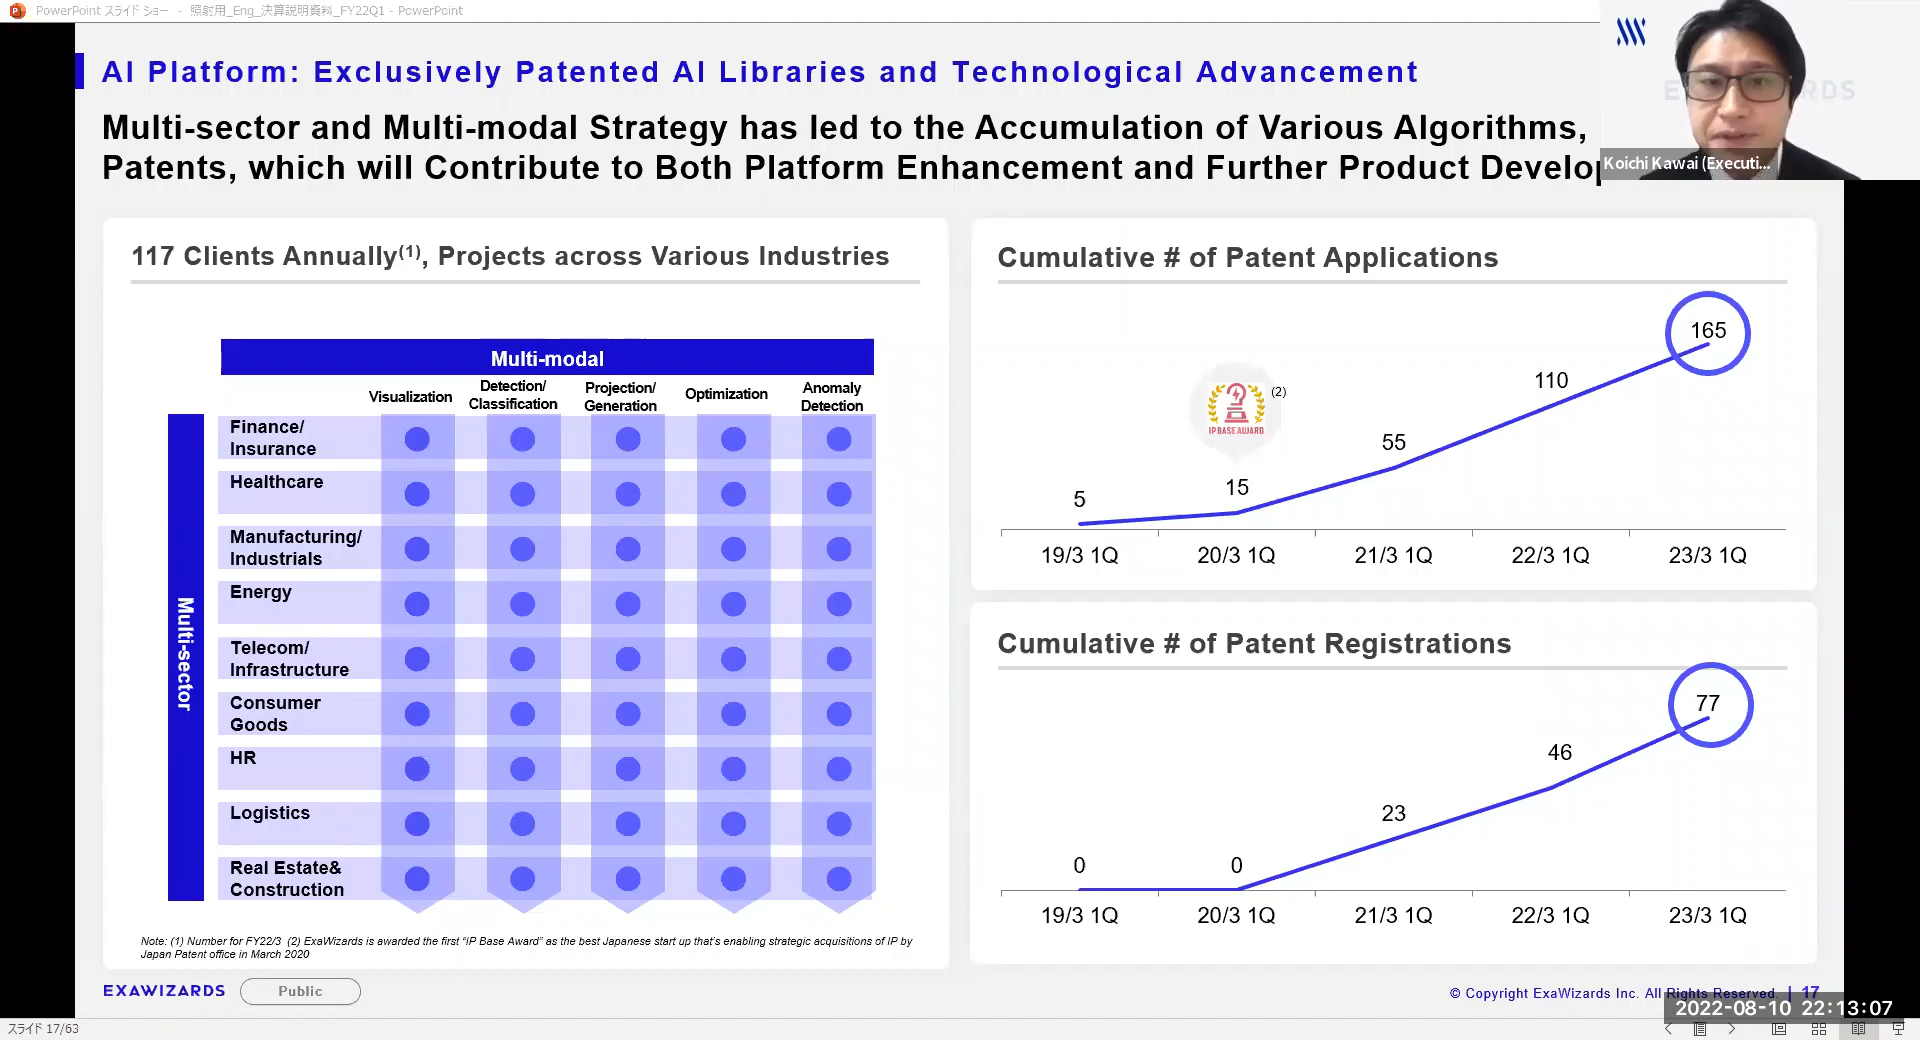 PowerPoint スライド ショー - 照射用_Eng_決算説明資料_FY22Q1 - PowerPoint
AI Platform: Exclusively Patented AI Libraries and Technological Advancement
Multi-sector and Multi-modal Strategy has led to the Accumulation of Various Algorithms,
Patents, which will Contribute to Both Platform Enhancement and Further Product
Koichi Kawai (Executi...
117 Clients Annually(1), Projects across Various Industries
Multi-modal
Visualization
Detection/
Classification
Projection/
Generation
Optimization
Anomaly
Detection
Multi-sector
Finance/
Insurance
Healthcare
Manufacturing/
Industrials
Energy
Telecom/
Infrastructure
Consumer
Goods
HR
Logistics
Real Estate&
Construction
Note: (1) Number for FY22/3 (2) ExaWizards is awarded the first “IP Base Award” as the best Japanese start up that’s enabling strategic acquisitions of IP by
Japan Patent office in March 2020
Cumulative # of Patent Applications
5
15
55
110
165
IP BASE AWARD
(2)
19/3 1Q
20/3 1Q
21/3 1Q
22/3 1Q
23/3 1Q
Cumulative # of Patent Registrations
0
0
23
46
77
19/3 1Q
20/3 1Q
21/3 1Q
22/3 1Q
23/3 1Q
EXAWIZARDS
Public
© Copyright ExaWizards Inc. All Rights Reserved. | 17
2022-08-10 22:13:07
スライド 17/63